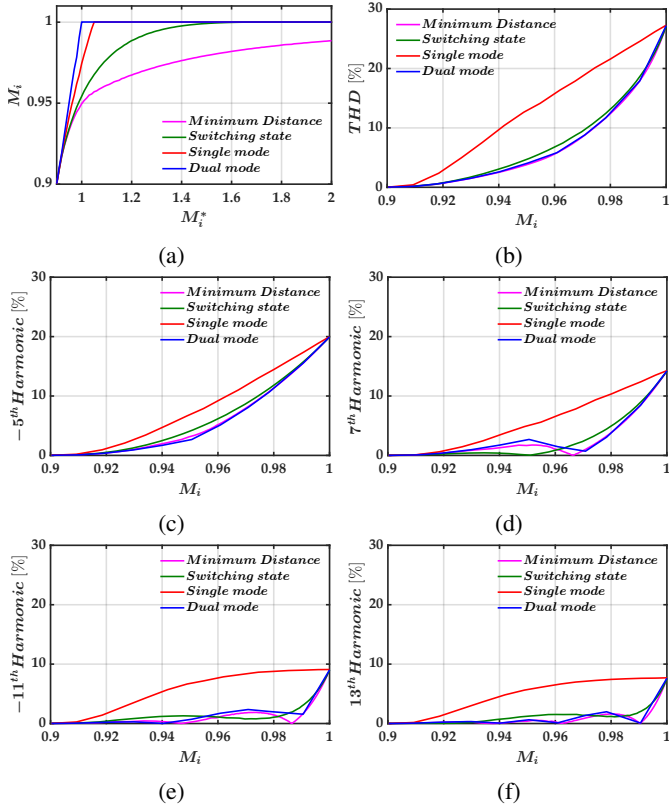 1
0.95
0.9
M_i
Minimum Distance
Switching state
Single mode
Dual mode
1 1.2 1.4 1.6 1.8 2
M_i^*
(a)
30
20
10
0
THD [%]
Minimum Distance
Switching state
Single mode
Dual mode
0.9 0.92 0.94 0.96 0.98 1
M_i
(b)
30
20
10
0
−5^th Harmonic [%]
Minimum Distance
Switching state
Single mode
Dual mode
0.9 0.92 0.94 0.96 0.98 1
M_i
(c)
30
20
10
0
7^th Harmonic [%]
Minimum Distance
Switching state
Single mode
Dual mode
0.9 0.92 0.94 0.96 0.98 1
M_i
(d)
30
20
10
0
−11^th Harmonic [%]
Minimum Distance
Switching state
Single mode
Dual mode
0.9 0.92 0.94 0.96 0.98 1
M_i
(e)
30
20
10
0
13^th Harmonic [%]
Minimum Distance
Switching state
Single mode
Dual mode
0.9 0.92 0.94 0.96 0.98 1
M_i
(f)